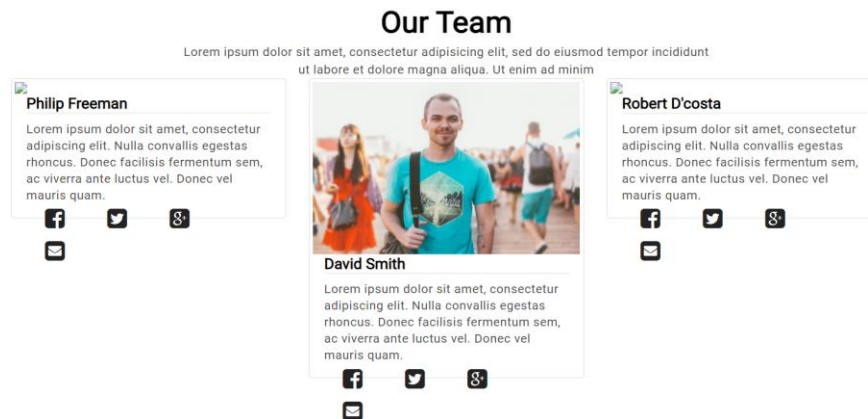 Our Team
Lorem ipsum dolor sit amet, consectetur adipisicing elit, sed do eiusmod tempor incididunt
ut labore et dolore magna aliqua. Ut enim ad minim
Philip Freeman
Lorem ipsum dolor sit amet, consectetur
adipiscing elit. Nulla convallis egestas
rhoncus. Donec facilisis fermentum sem,
ac viverra ante luctus vel. Donec vel
mauris quam.
David Smith
Lorem ipsum dolor sit amet, consectetur
adipiscing elit. Nulla convallis egestas
rhoncus. Donec facilisis fermentum sem,
ac viverra ante luctus vel. Donec vel
mauris quam.
Robert D'costa
Lorem ipsum dolor sit amet, consectetur
adipiscing elit. Nulla convallis egestas
rhoncus. Donec facilisis fermentum sem,
ac viverra ante luctus vel. Donec vel
mauris quam.